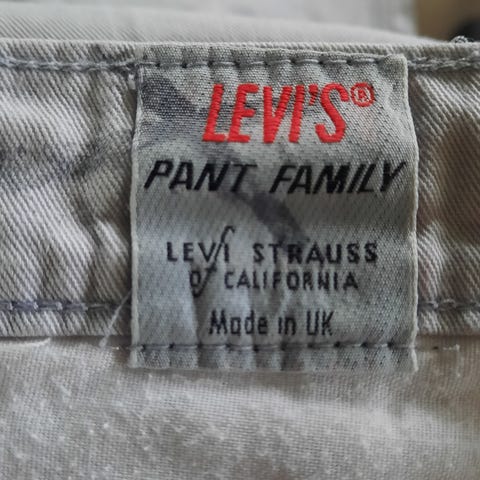 LEVI'S®
PANT FAMILY
LEVI STRAUSS
OF CALIFORNIA
Made in UK